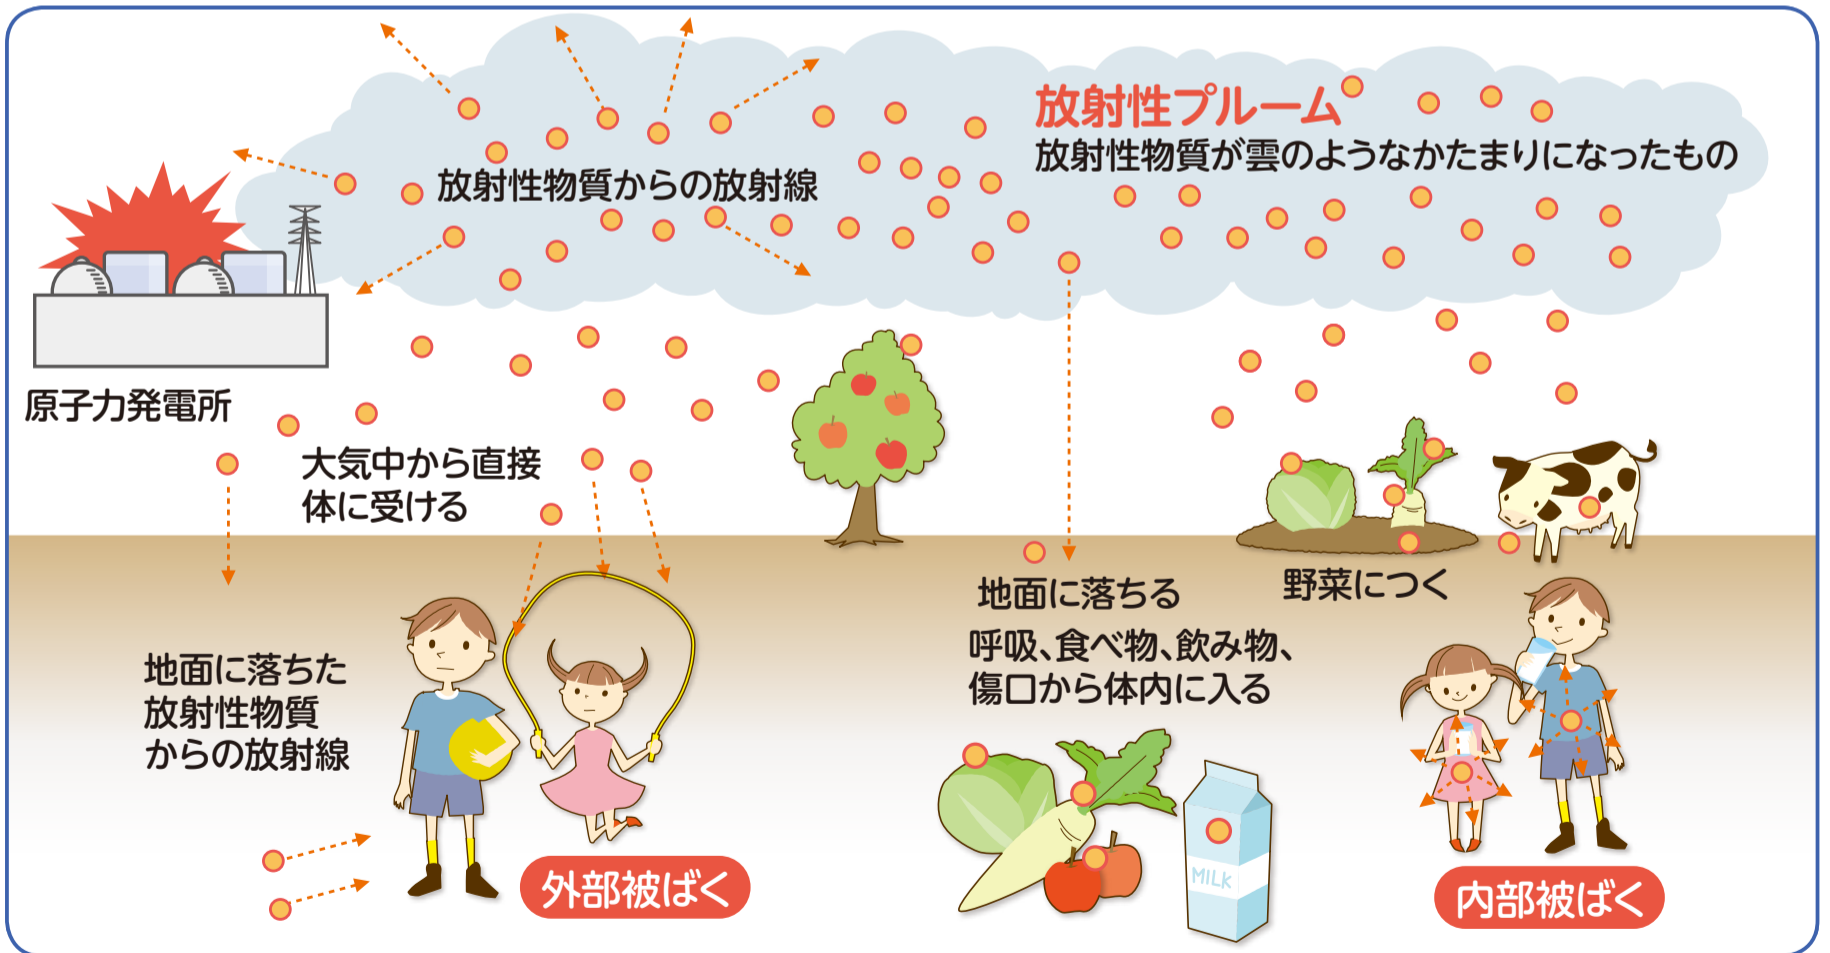 放射性プルーム
放射性物質が雲のようなかたまりになったもの
放射性物質からの放射線
原子力発電所
大気中から直接
体に受ける
地面に落ちる
野菜につく
呼吸、食べ物、飲み物、
傷口から体内に入る
地面に落ちた
放射性物質
からの放射線
MILK
外部被ばく
内部被ばく